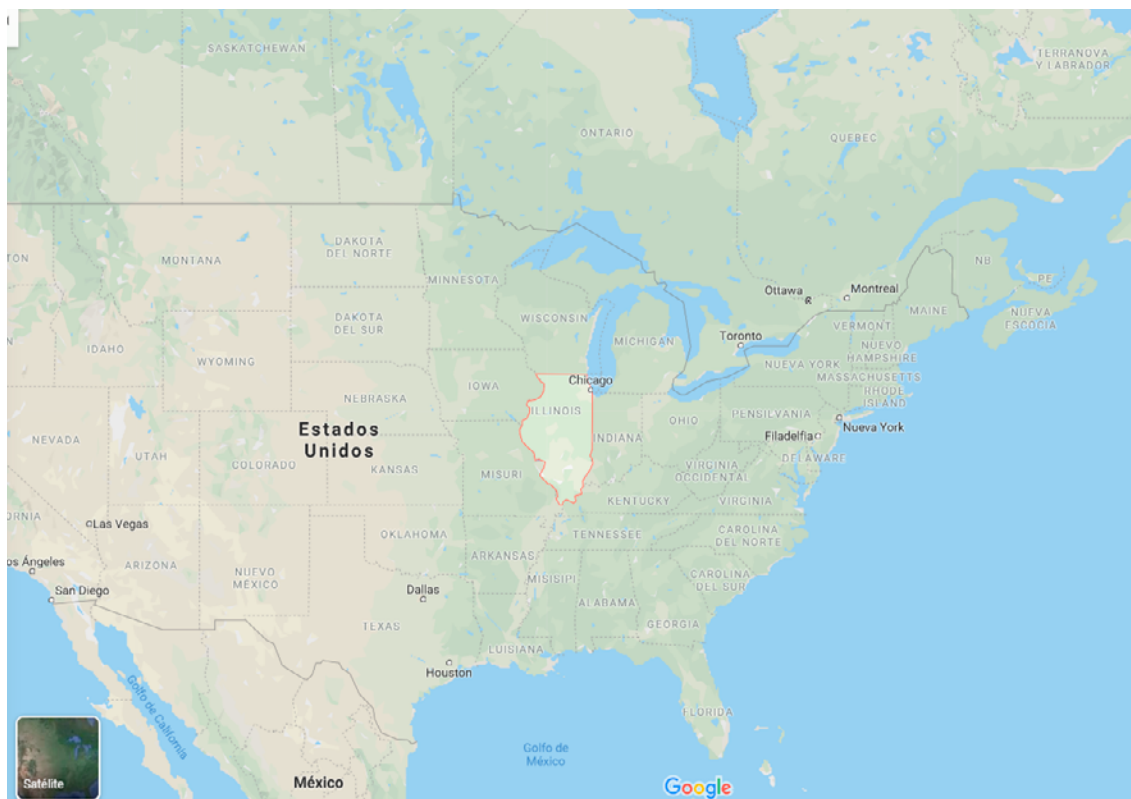 SASKATCHEWAN
TERRANOVA
Y LABRADOR
ONTARIO
QUEBEC
DAKOTA
DEL NORTE
MONTANA
MINNESOTA
NB
PE
Ottawa
Montreal
MAINE
NUEVA
ESCOCIA
DAKOTA
DEL SUR
WISCONSIN
MICHIGAN
Toronto
VERMONT
NUEVO
HAMPSHIRE
IDAHO
WYOMING
NUEVA YORK
MASSACHUSETTS
RHODE
ISLAND
IOWA
Chicago
NEBRASKA
ILLINOIS
OHIO
PENSILVANIA
Nueva York
Estados
Unidos
INDIANA
Filadelfia
NEVADA
UTAH
COLORADO
KANSAS
MISURI
VIRGINIA
OCCIDENTAL
DELAWARE
KENTUCKY
VIRGINIA
Las Vegas
OKLAHOMA
TENNESSEE
CAROLINA
DEL NORTE
os Ángeles
ARIZONA
NUEVO
MÉXICO
ARKANSAS
MISISIPI
CAROLINA
DEL SUR
San Diego
Dallas
ALABAMA
GEORGIA
TEXAS
LUISIANA
Houston
Golfo de California
FLORIDA
Golfo de
México
Satélite
México
Google